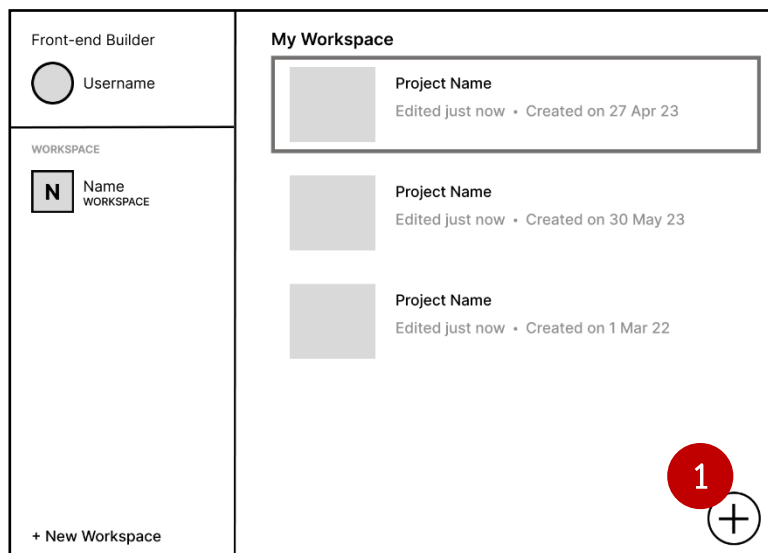 Front-end Builder
Username
WORKSPACE
N
Name
WORKSPACE
+ New Workspace
My Workspace
Project Name
Edited just now • Created on 27 Apr 23
Project Name
Edited just now • Created on 30 May 23
Project Name
Edited just now • Created on 1 Mar 22
1